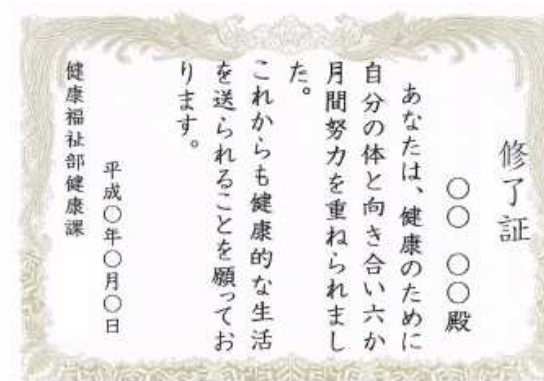 修了証
○○ ○○殿
あなたは、健康のために
自分の体と向き合い六か
月間努力を重ねられまし
た。
これからも健康的な生活
を送られることを願ってお
ります。
平成○年○月○日
健康福祉部健康課